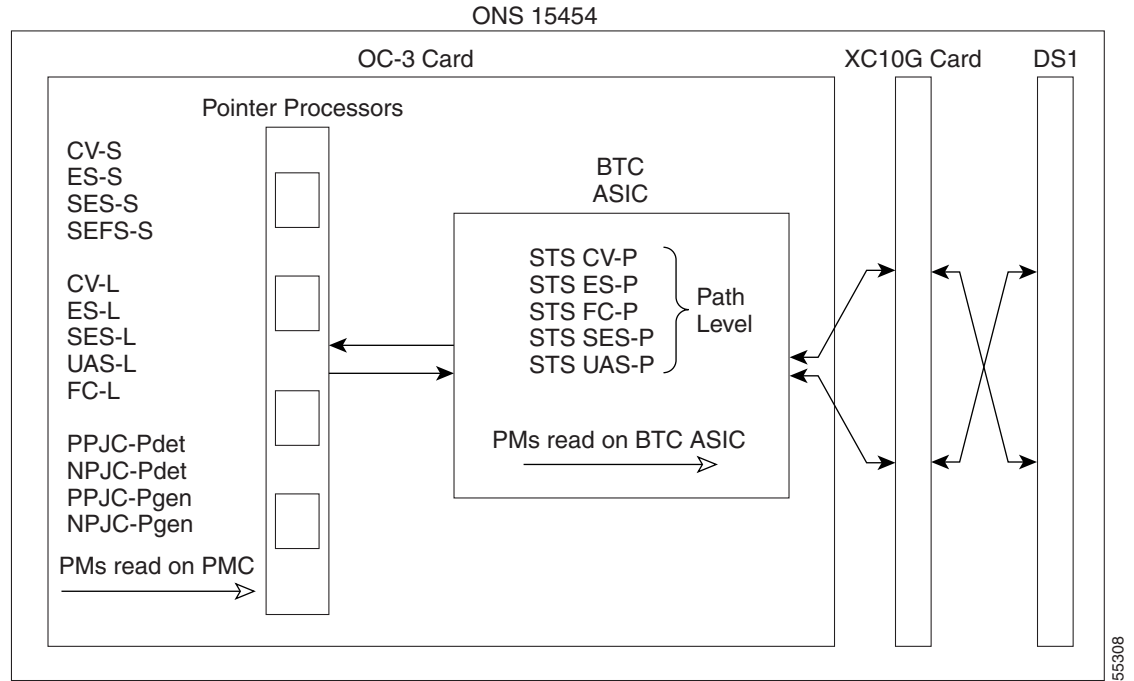 ONS 15454
OC-3 Card
XC10G Card
DS1
Pointer Processors
CV-S
ES-S
SES-S
SEFS-S
CV-L
ES-L
SES-L
UAS-L
FC-L
PPJC-Pdet
NPJC-Pdet
PPJC-Pgen
NPJC-Pgen
PMs read on PMC
BTC
ASIC
STS CV-P
STS ES-P
STS FC-P
STS SES-P
STS UAS-P
Path
Level
PMs read on BTC ASIC
55308